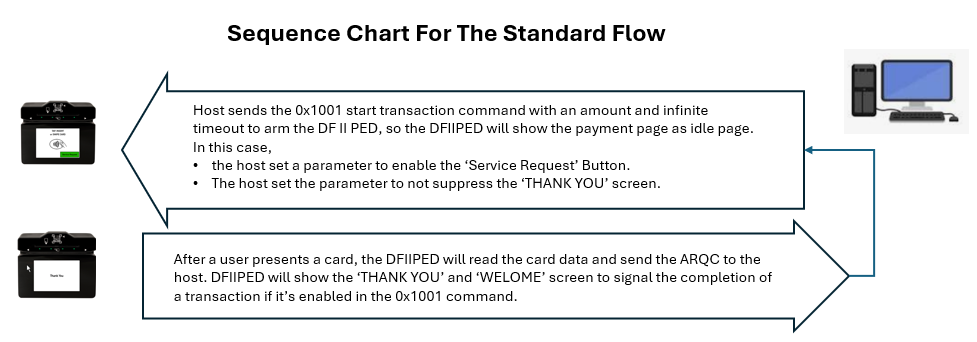 Sequence Chart For The Standard Flow
Host sends the 0x1001 start transaction command with an amount and infinite
timeout to arm the DF II PED, so the DFIIPED will show the payment page as idle page.
In this case,
• the host set a parameter to enable the ‘Service Request’ Button.
• The host set the parameter to not suppress the ‘THANK YOU’ screen.
After a user presents a card, the DFIIPED will read the card data and send the ARQC to the
host. DFIIPED will show the ‘THANK YOU’ and ‘WELOME’ screen to signal the completion of
a transaction if it’s enabled in the 0x1001 command.
Thank You